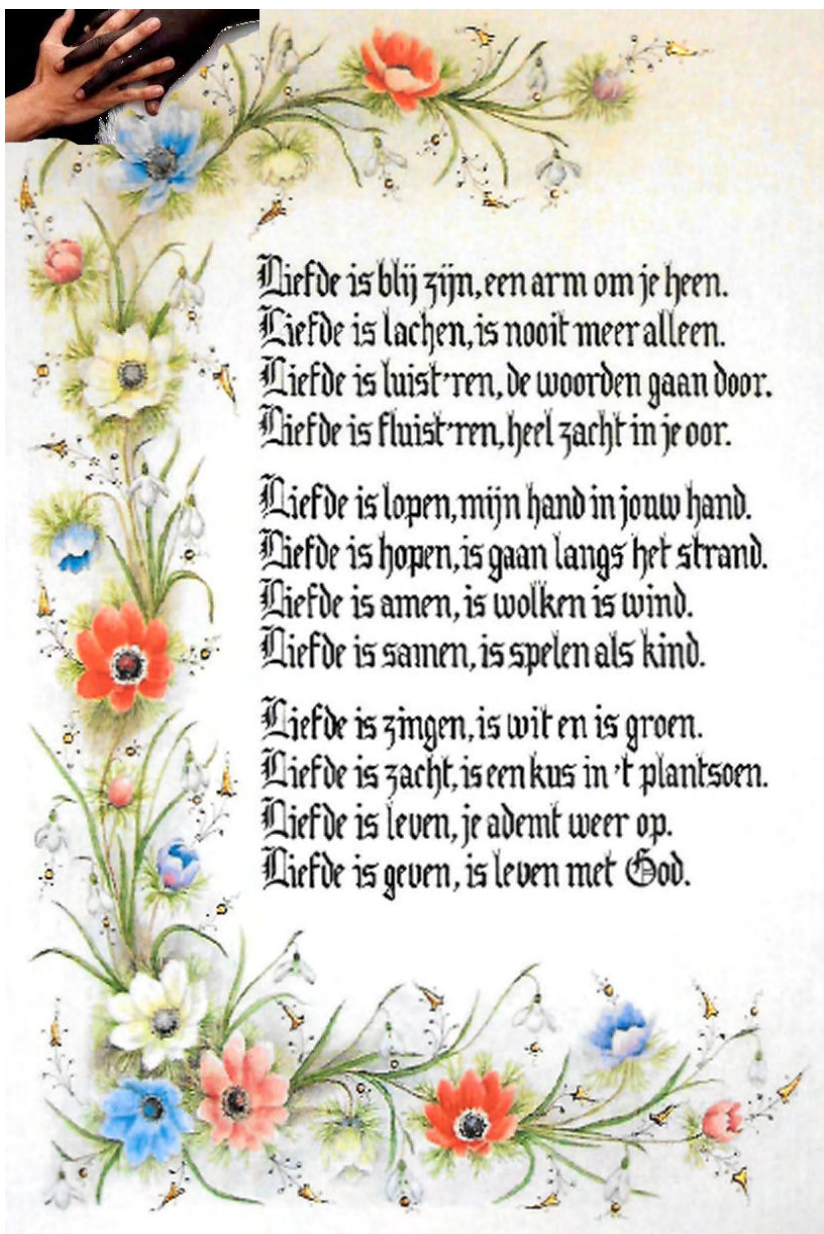 Liefde is blij zijn, een arm om je heen.
Liefde is lachen, is nooit meer alleen.
Liefde is luist'ren, de woorden gaan door.
Liefde is fluist'ren, heel zacht in je oor.
Liefde is lopen, mijn hand in jouw hand.
Liefde is hopen, is gaan langs het strand.
Liefde is amen, is wolken is wind.
Liefde is samen, is spelen als kind.
Liefde is zingen, is wit en is groen.
Liefde is zacht, is een kus in 't plantsoen.
Liefde is leven, je ademt weer op.
Liefde is geven, is leven met God.